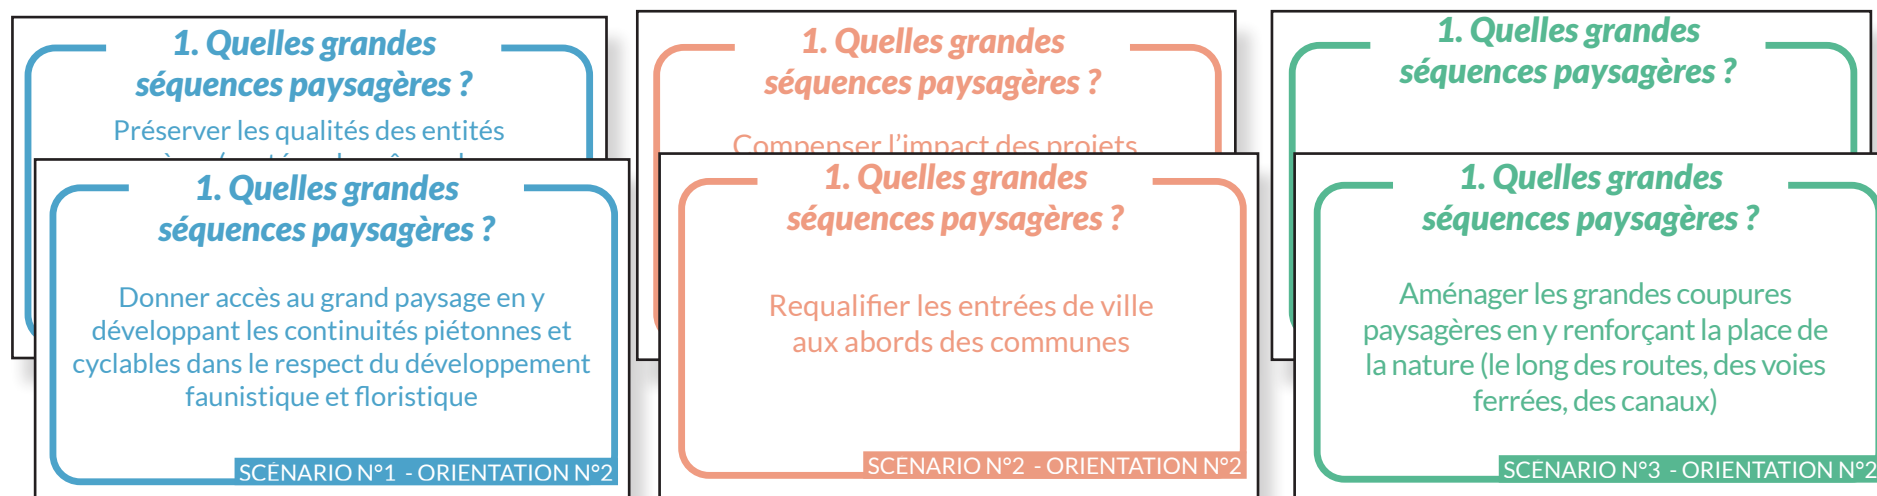 1. Quelles grandes
séquences paysagères ?
Préserver les qualités des entités
1. Quelles grandes
séquences paysagères ?
Donner accès au grand paysage en y
développant les continuités piétonnes et
cyclables dans le respect du développement
faunistique et floristique
SCÉNARIO N°1 - ORIENTATION N°2
1. Quelles grandes
séquences paysagères ?
Compenser l’impact des projets
1. Quelles grandes
séquences paysagères ?
Requalifier les entrées de ville
aux abords des communes
SCENARIO N°2 - ORIENTATION N°2
1. Quelles grandes
séquences paysagères ?
1. Quelles grandes
séquences paysagères ?
Aménager les grandes coupures
paysagères en y renforçant la place de
la nature (le long des routes, des voies
ferrées, des canaux)
SCÉNARIO N°3 - ORIENTATION N°2